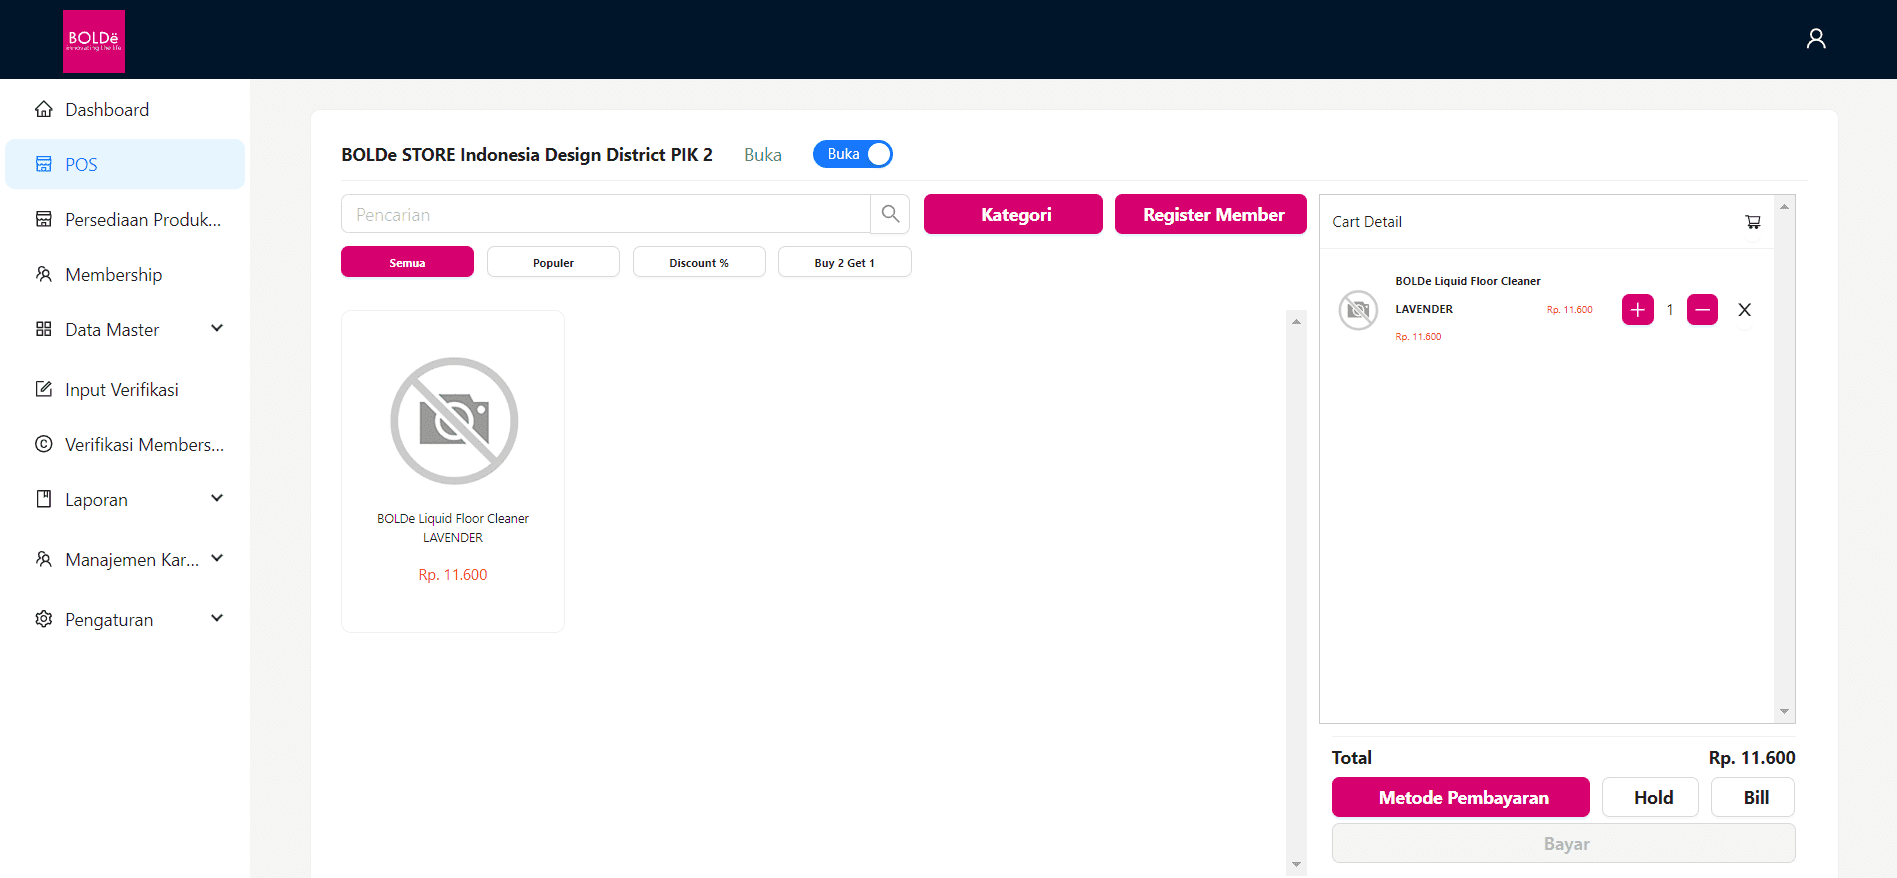 BOLDë
innovating the life
Dashboard
POS
Persediaan Produk...
Membership
Data Master
Input Verifikasi
Verifikasi Members...
Laporan
Manajemen Kar...
Pengaturan
BOLDe STORE Indonesia Design District PIK 2
Buka
Buka
Pencarian
Kategori
Register Member
Semua
Populer
Discount %
Buy 2 Get 1
BOLDe Liquid Floor Cleaner
LAVENDER
Rp. 11.600
Cart Detail
BOLDe Liquid Floor Cleaner
LAVENDER
Rp. 11.600
Rp. 11.600
1
X
Total
Rp. 11.600
Metode Pembayaran
Hold
Bill
Bayar